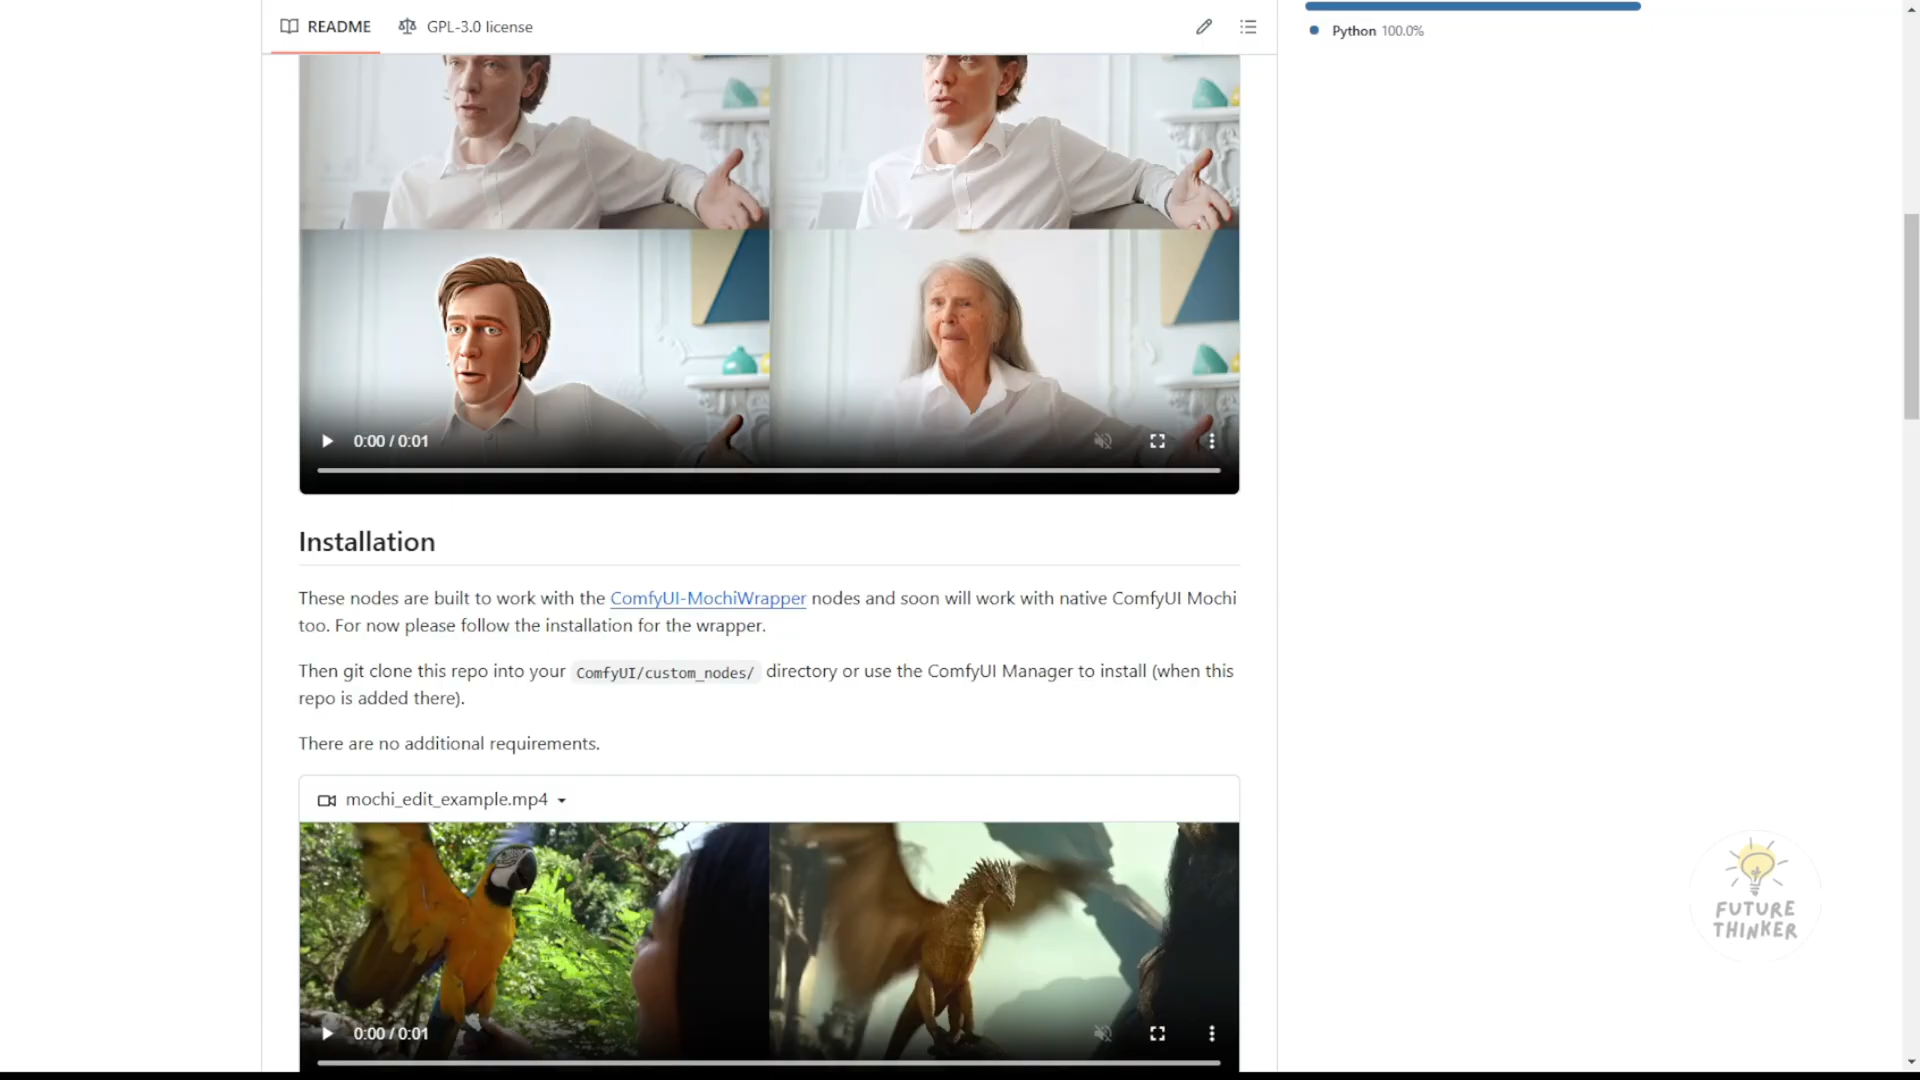 README
GPL-3.0 license
Python 100.0%
0:00 / 0:01
Installation
These nodes are built to work with the ComfyUI-MochiWrapper nodes and soon will work with native ComfyUI Mochi
too. For now please follow the installation for the wrapper.
Then git clone this repo into your ComfyUI/custom_nodes/ directory or use the ComfyUI Manager to install (when this
repo is added there).
There are no additional requirements.
mochi_edit_example.mp4
0:00 / 0:01
FUTURE
THINKER